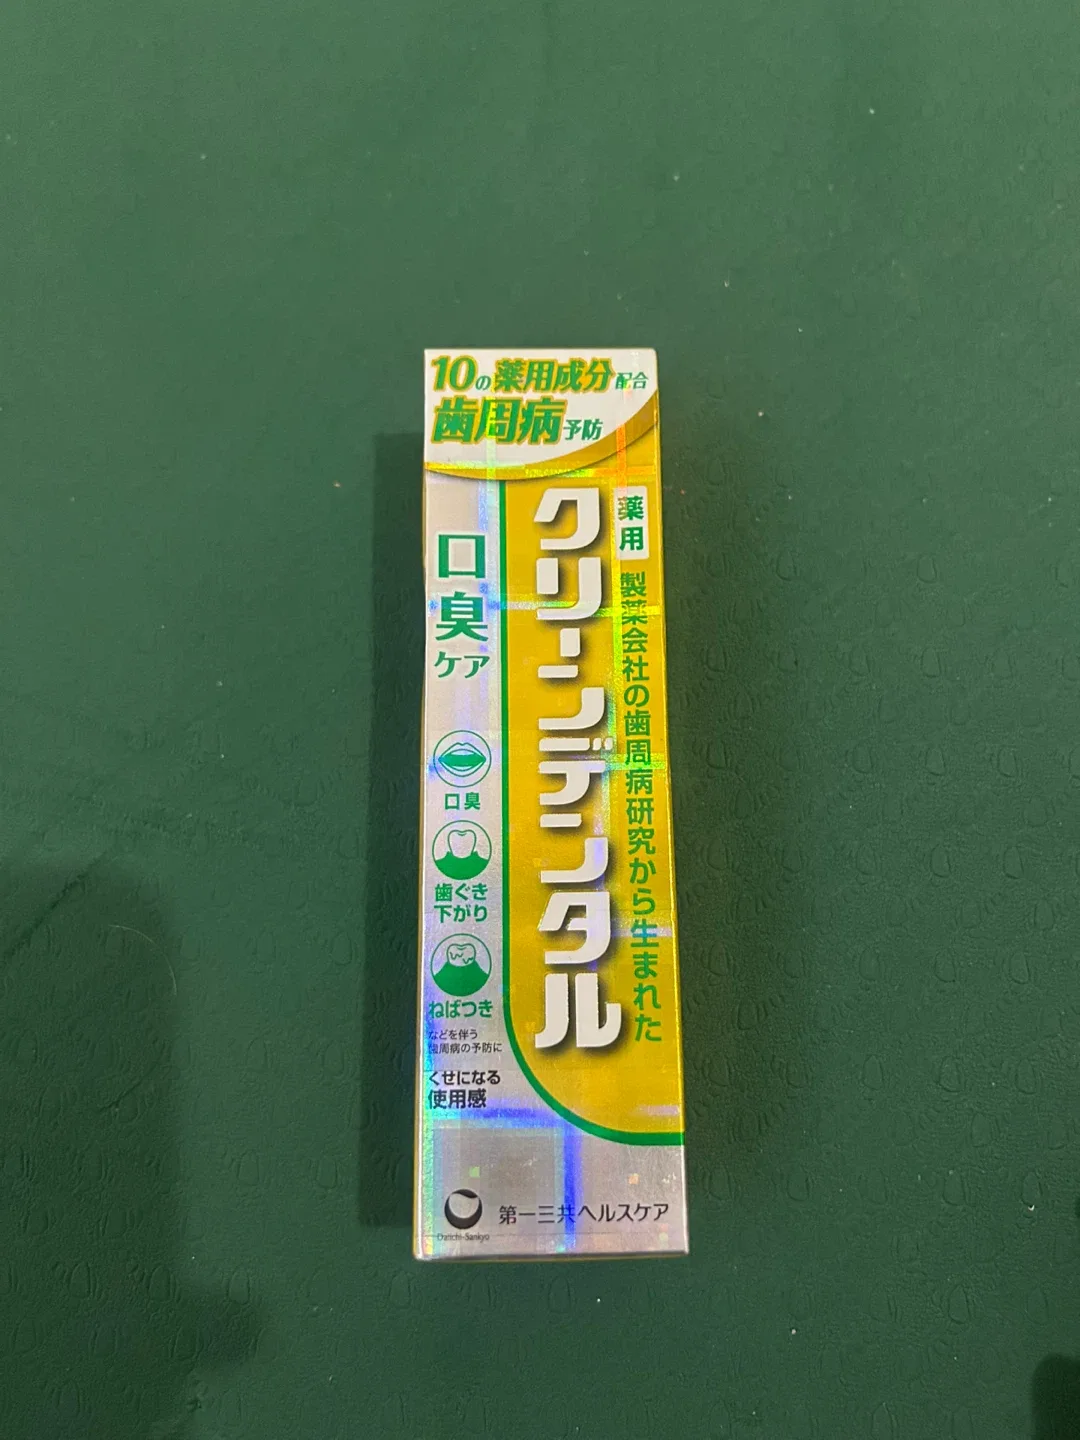 10の薬用成分配合
歯周病予防
薬用
製薬会社の歯周病研究から生まれた
クリーンデンタル
口臭ケア
口臭
歯ぐき
下がり
ねばつき
などを伴う
歯周病の予防に
くせになる
使用感
Daiichi-Sankyo
第一三共ヘルスケア